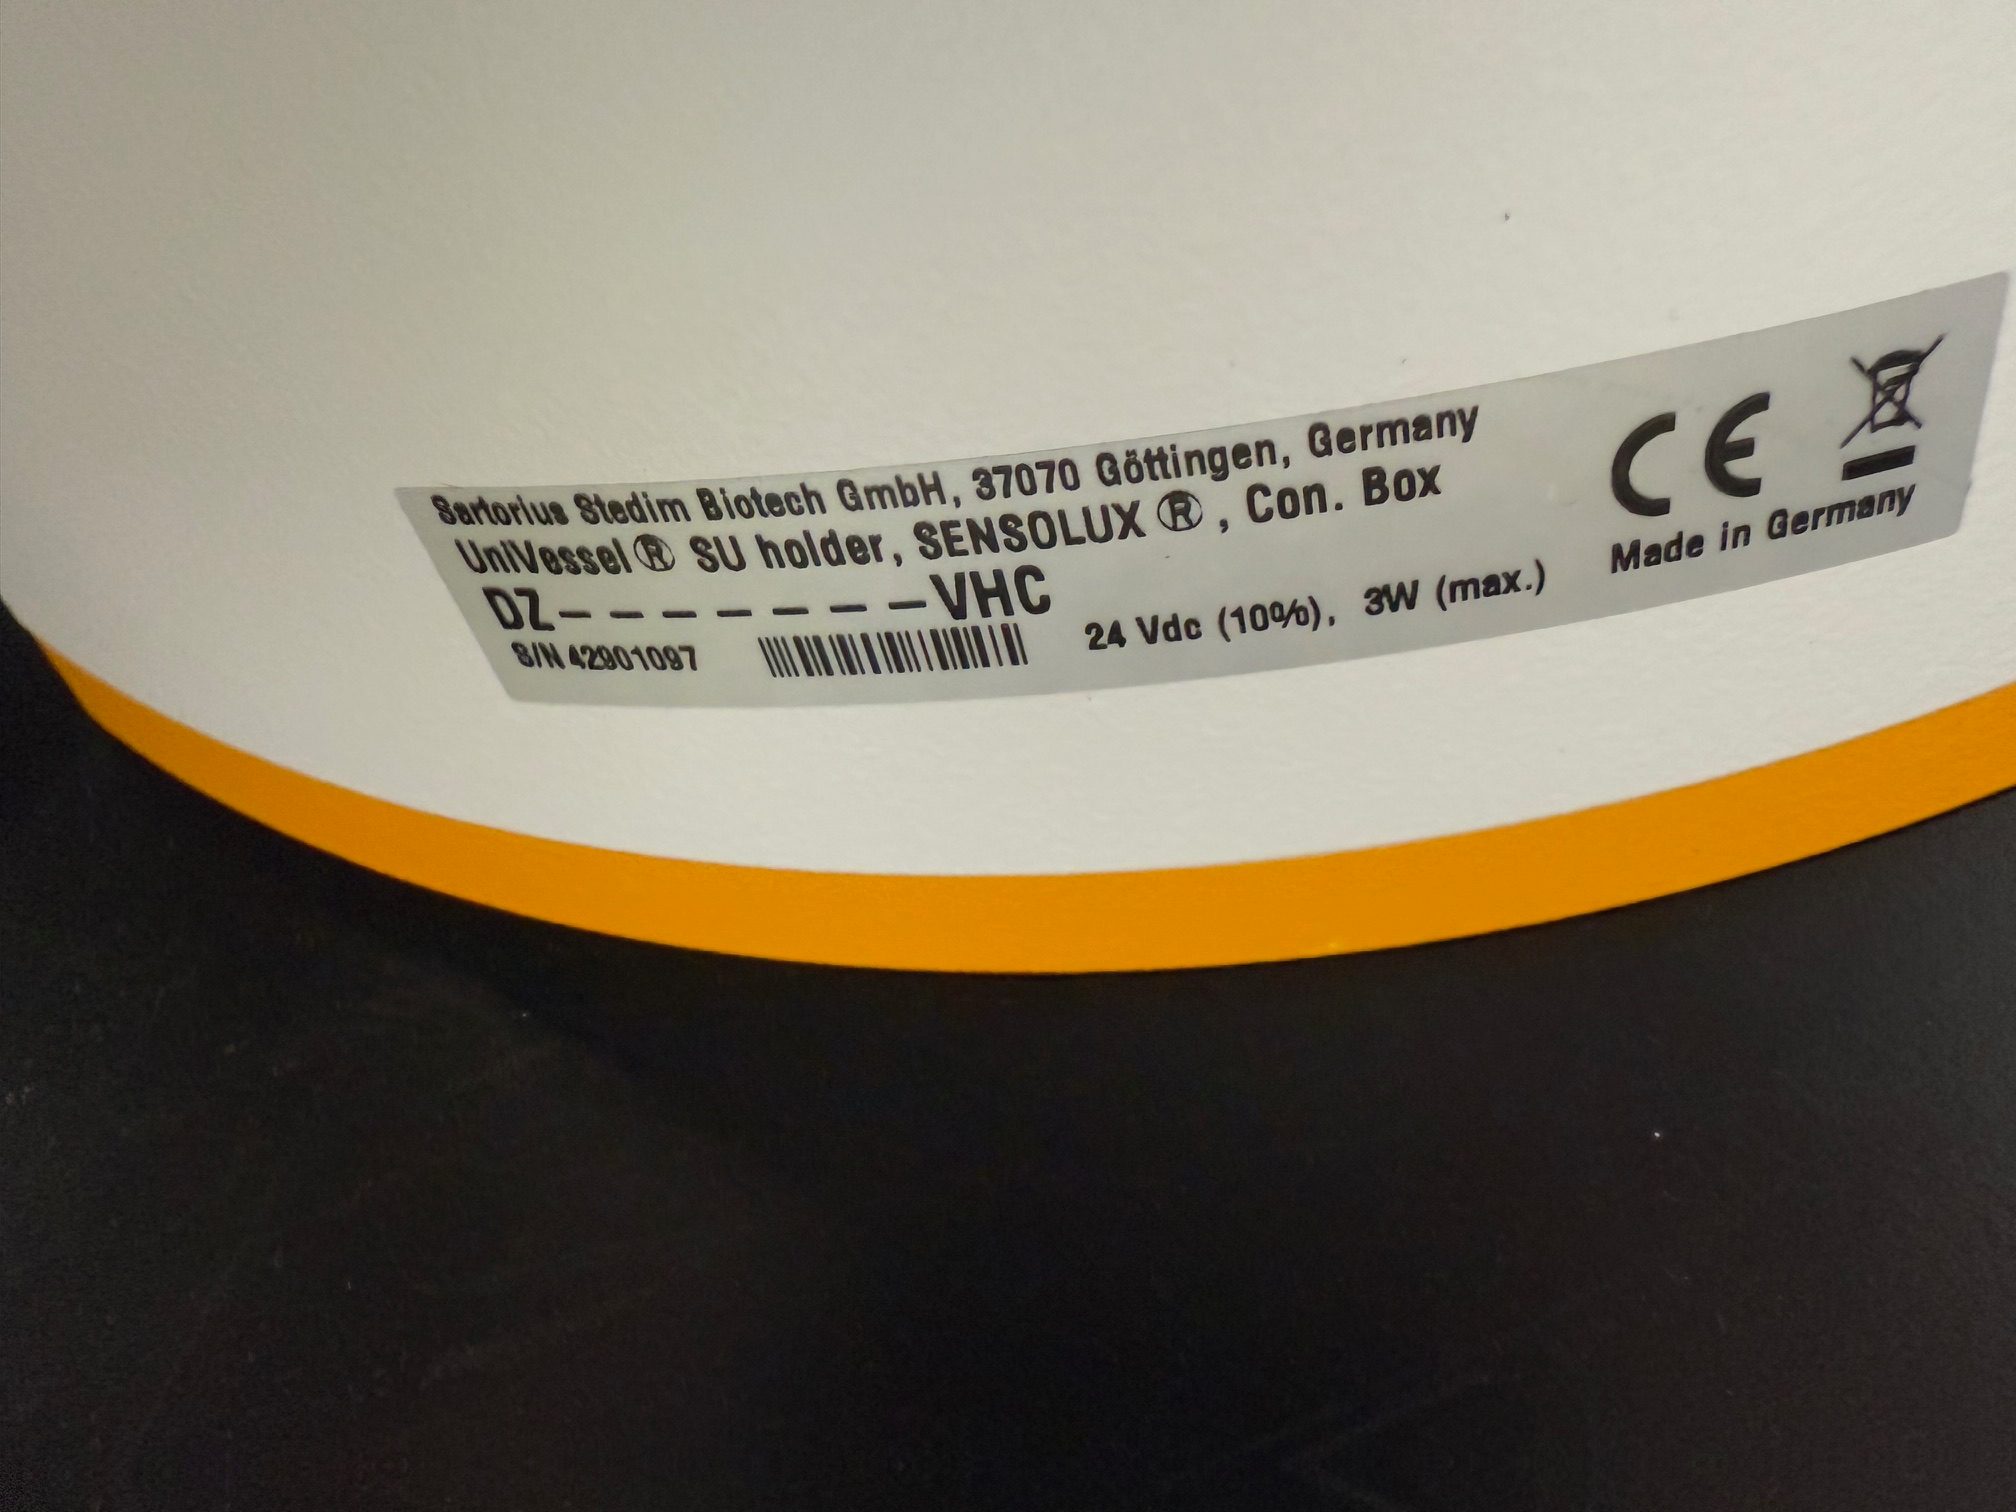 Sartorius Stedim Biotech GmbH, 37070 Göttingen, Germany
UniVessel® SU holder, SENSOLUX®, Con. Box
DZ– – – – – – – –VHC
S/N 42901097
24 Vdc (10%), 3W (max.)
CE
Made in Germany